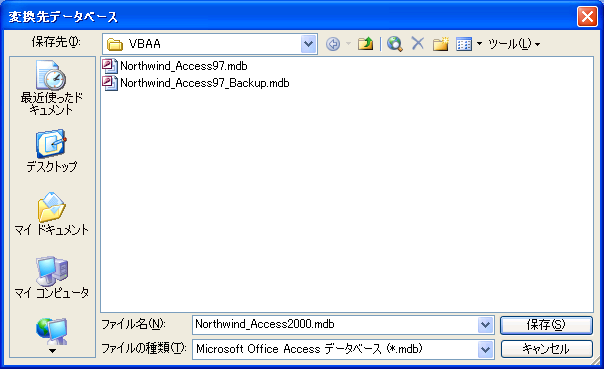 変換先データベース
保存先(I):
VBAA
ツール(L)
Northwind_Access97.mdb
Northwind_Access97_Backup.mdb
最近使ったド
キュメント
デスクトップ
マイ ドキュメント
マイ コンピュータ
ファイル名(N):
Northwind_Access2000.mdb
保存(S)
ファイルの種類(T):
Microsoft Office Access データベース (*.mdb)
キャンセル